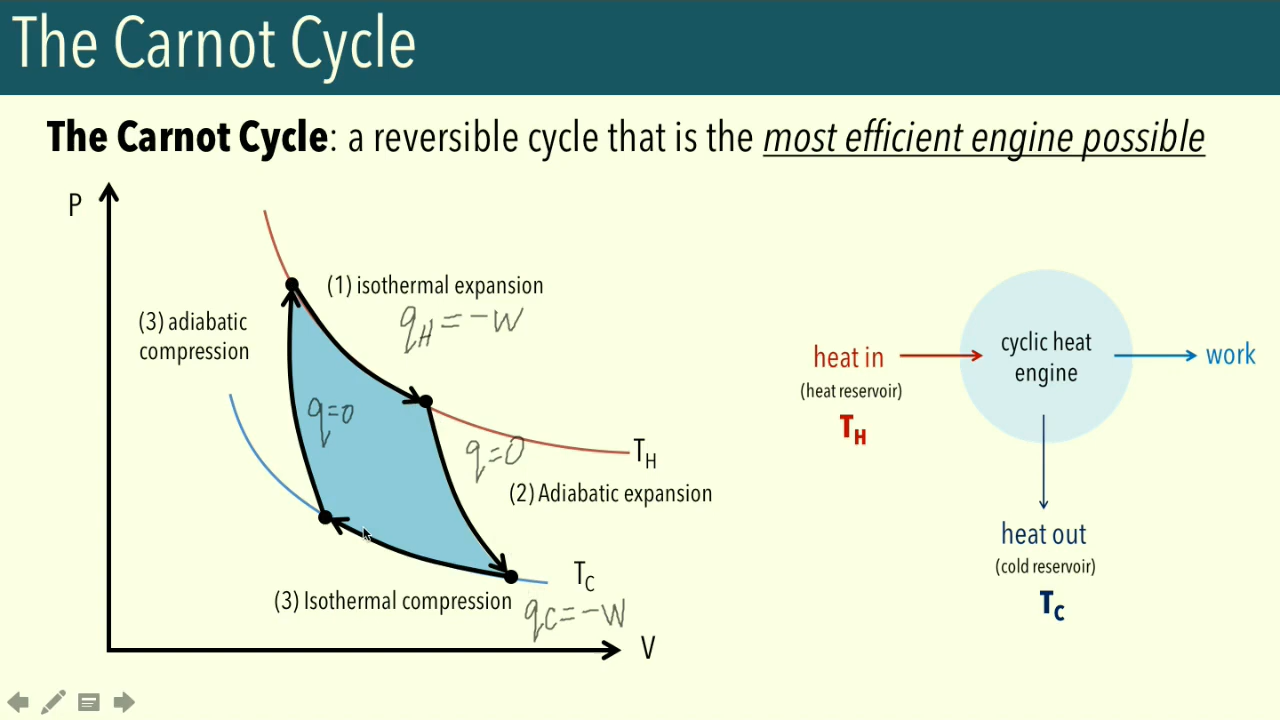 The Carnot Cycle
The Carnot Cycle: a reversible cycle that is the most efficient engine possible
P
(1) isothermal expansion
qH = -w
(3) adiabatic
compression
q=0
TH
q=0
(2) Adiabatic expansion
TC
(3) Isothermal compression
qC = -w
V
heat in
(heat reservoir)
TH
cyclic heat
engine
work
heat out
(cold reservoir)
TC